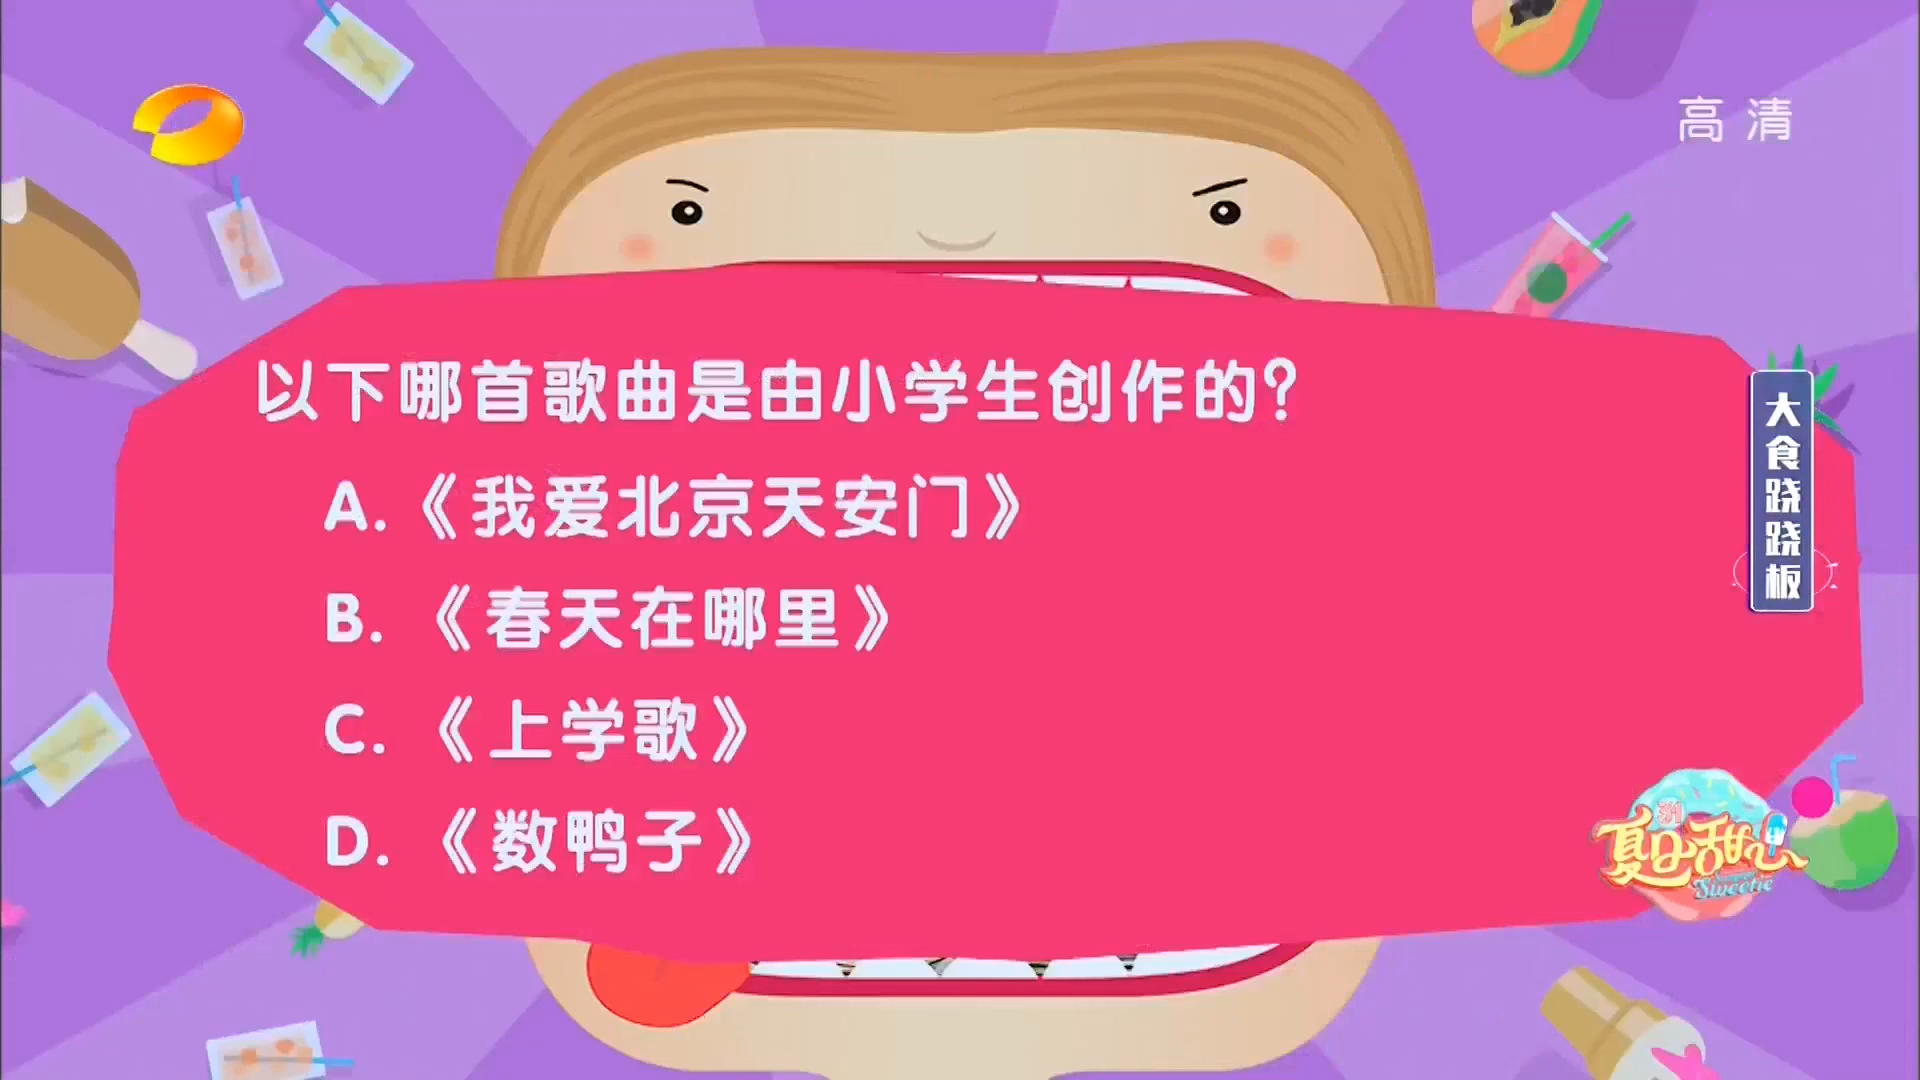 高清
以下哪首歌曲是由小学生创作的?
A.《我爱北京天安门》
B.《春天在哪里》
C.《上学歌》
D.《数鸭子》
大食跷跷板
夏日甜心
Sweetie